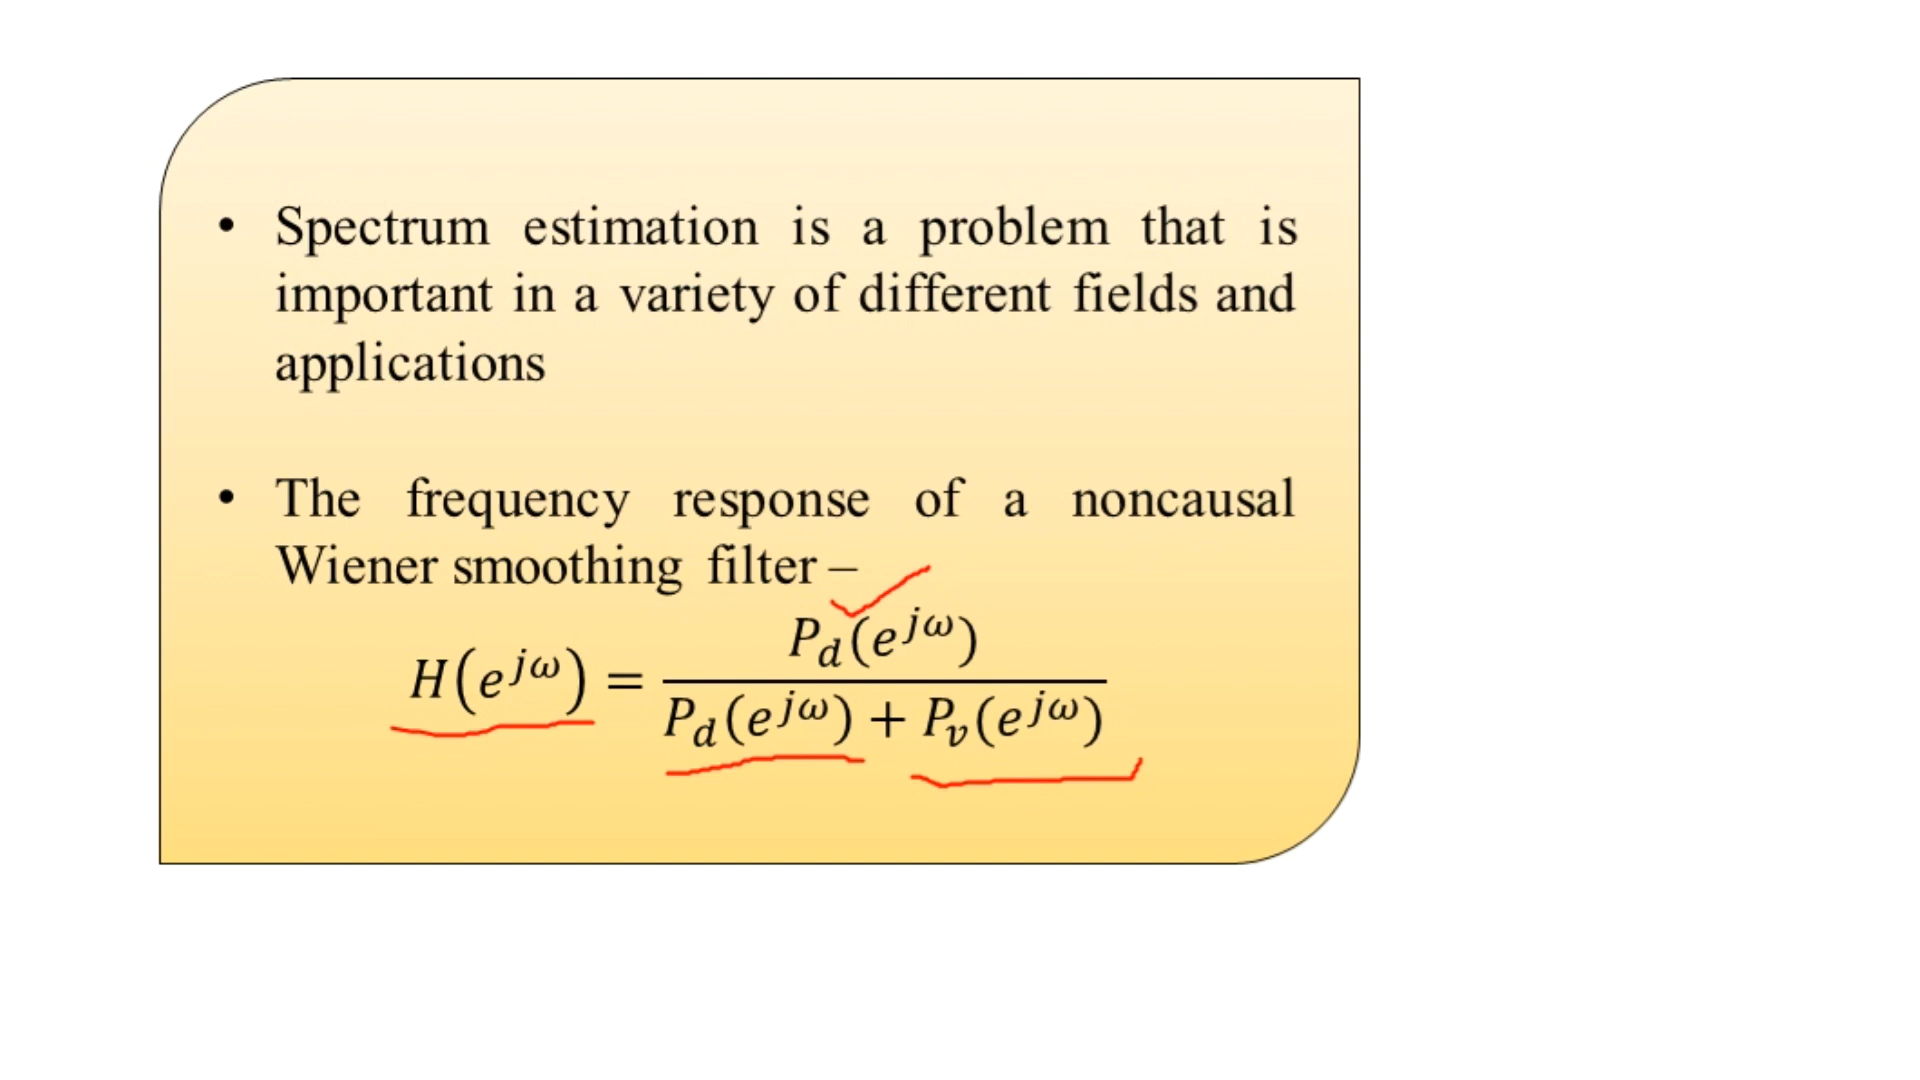 • Spectrum estimation is a problem that is
important in a variety of different fields and
applications
• The frequency response of a noncausal
Wiener smoothing filter –
H(e^{jω}) = \frac{P_d(e^{jω})}{P_d(e^{jω}) + P_v(e^{jω})}